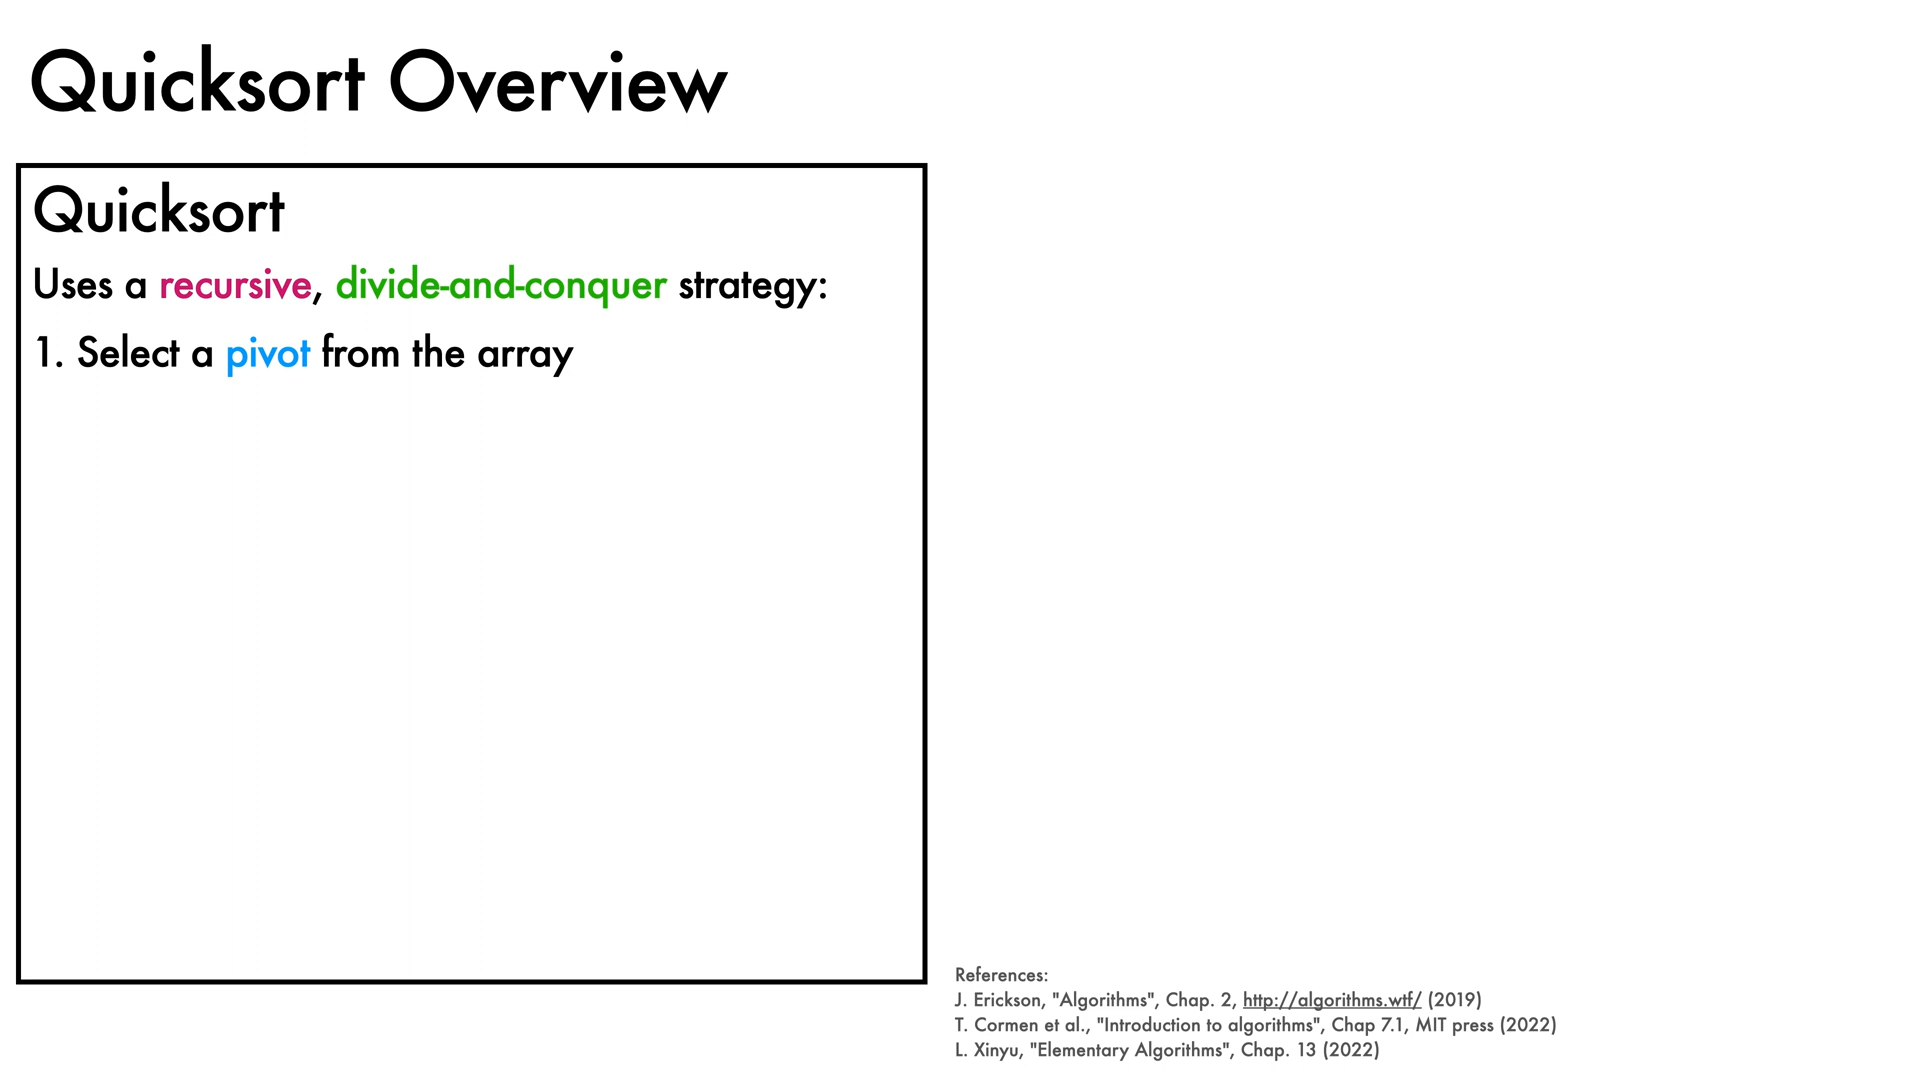 Quicksort Overview
Quicksort
Uses a recursive, divide-and-conquer strategy:
1. Select a pivot from the array
References:
J. Erickson, "Algorithms", Chap. 2, http://algorithms.wtf/ (2019)
T. Cormen et al., "Introduction to algorithms", Chap 7.1, MIT press (2022)
L. Xinyu, "Elementary Algorithms", Chap. 13 (2022)